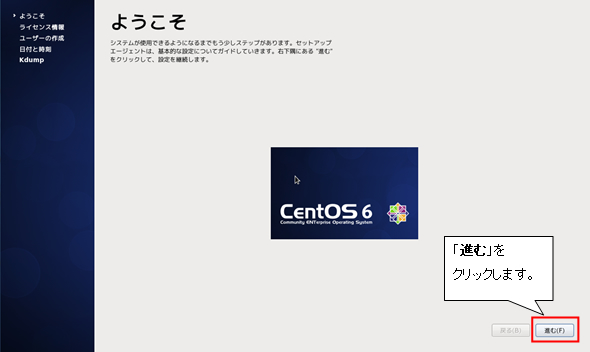 ようこそ
ライセンス情報
ユーザーの作成
日付と時刻
Kdump
ようこそ
システムが使用できるようになるまでもう少しステップがあります。セットアップ
エージェントは、基本的な設定についてガイドしていきます。右下隅にある "進む"
をクリックして、設定を継続します。
CentOS 6
Community ENTerprise Operating System
「進む」を
クリックします。
戻る(B)
進む(F)